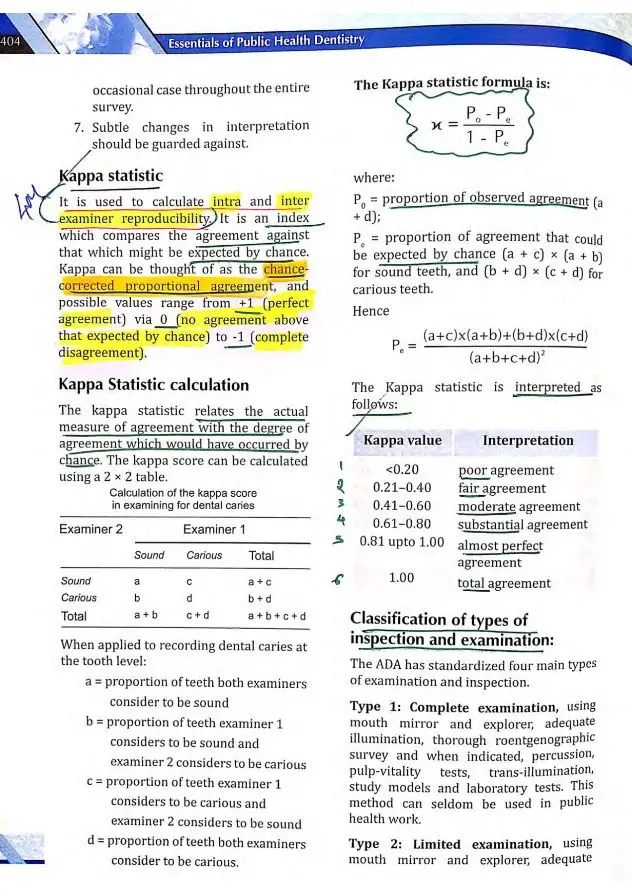 404
Essentials of Public Health Dentistry
occasional case throughout the entire
survey.
7. Subtle changes in interpretation
should be guarded against.
Kappa statistic
It is used to calculate intra and inter
examiner reproducibility. It is an index
which compares the agreement against
that which might be expected by chance.
Kappa can be thought of as the chance-
corrected proportional agreement, and
possible values range from +1 (perfect
agreement) via 0 (no agreement above
that expected by chance) to -1 (complete
disagreement).
Kappa Statistic calculation
The kappa statistic relates the actual
measure of agreement with the degree of
agreement which would have occurred by
chance. The kappa score can be calculated
using a 2 × 2 table.
Calculation of the kappa score
in examining for dental caries
Examiner 2 Examiner 1
Sound Carious Total
Sound a c a + c
Carious b d b + d
Total a + b c + d a + b + c + d
When applied to recording dental caries at
the tooth level:
a = proportion of teeth both examiners
consider to be sound
b = proportion of teeth examiner 1
considers to be sound and
examiner 2 considers to be carious
c = proportion of teeth examiner 1
considers to be carious and
examiner 2 considers to be sound
d = proportion of teeth both examiners
consider to be carious.
The Kappa statistic formula is:
ϰ = Pₒ - Pₑ
1 - Pₑ
where:
Pₒ = proportion of observed agreement (a
+ d);
Pₑ = proportion of agreement that could
be expected by chance (a + c) × (a + b)
for sound teeth, and (b + d) × (c + d) for
carious teeth.
Hence
Pₑ = (a+c)x(a+b)+(b+d)x(c+d)
(a+b+c+d)²
The Kappa statistic is interpreted as
follows:
Kappa value Interpretation
1 <0.20 poor agreement
2 0.21–0.40 fair agreement
3 0.41–0.60 moderate agreement
4 0.61–0.80 substantial agreement
5 0.81 upto 1.00 almost perfect
agreement
6 1.00 total agreement
Classification of types of
inspection and examination:
The ADA has standardized four main types
of examination and inspection.
Type 1: Complete examination, using
mouth mirror and explorer, adequate
illumination, thorough roentgenographic
survey and when indicated, percussion,
pulp-vitality tests, trans-illumination,
study models and laboratory tests. This
method can seldom be used in public
health work.
Type 2: Limited examination, using
mouth mirror and explorer, adequate